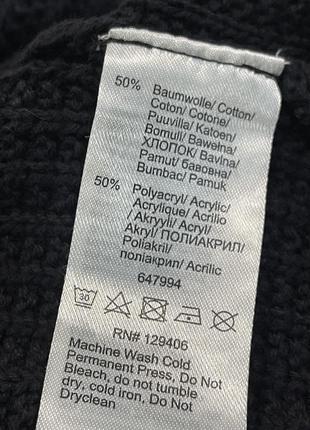 50% Baumwolle/ Cotton/
Coton/ Cotone/
Puuvilla/ Katoen/
Bomull/ Bawełna/
ХЛОПОК/ Bavlna/
Pamut/ бавовна/
Bumbac/ Pamuk
50% Polyacryl/ Acrylic/
Acrylique/ Acrilico
/ Akryyli/ Acryl/
Akryl/ ПОЛИАКРИЛ/
Poliakril/
поліакрил/ Acrilic
647994
30
RN# 129406
Machine Wash Cold
Permanent Press, Do Not
Bleach, do not tumble
dry, cold iron, Do Not
Dryclean